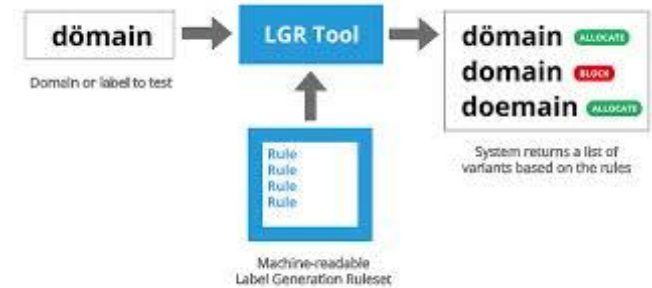 dömain
Domain or label to test
LGR Tool
dömain ALLOCATE
domain BLOCK
doemain ALLOCATE
System returns a list of
variants based on the rules
Rule
Rule
Rule
Rule
Machine-readable
Label Generation Ruleset